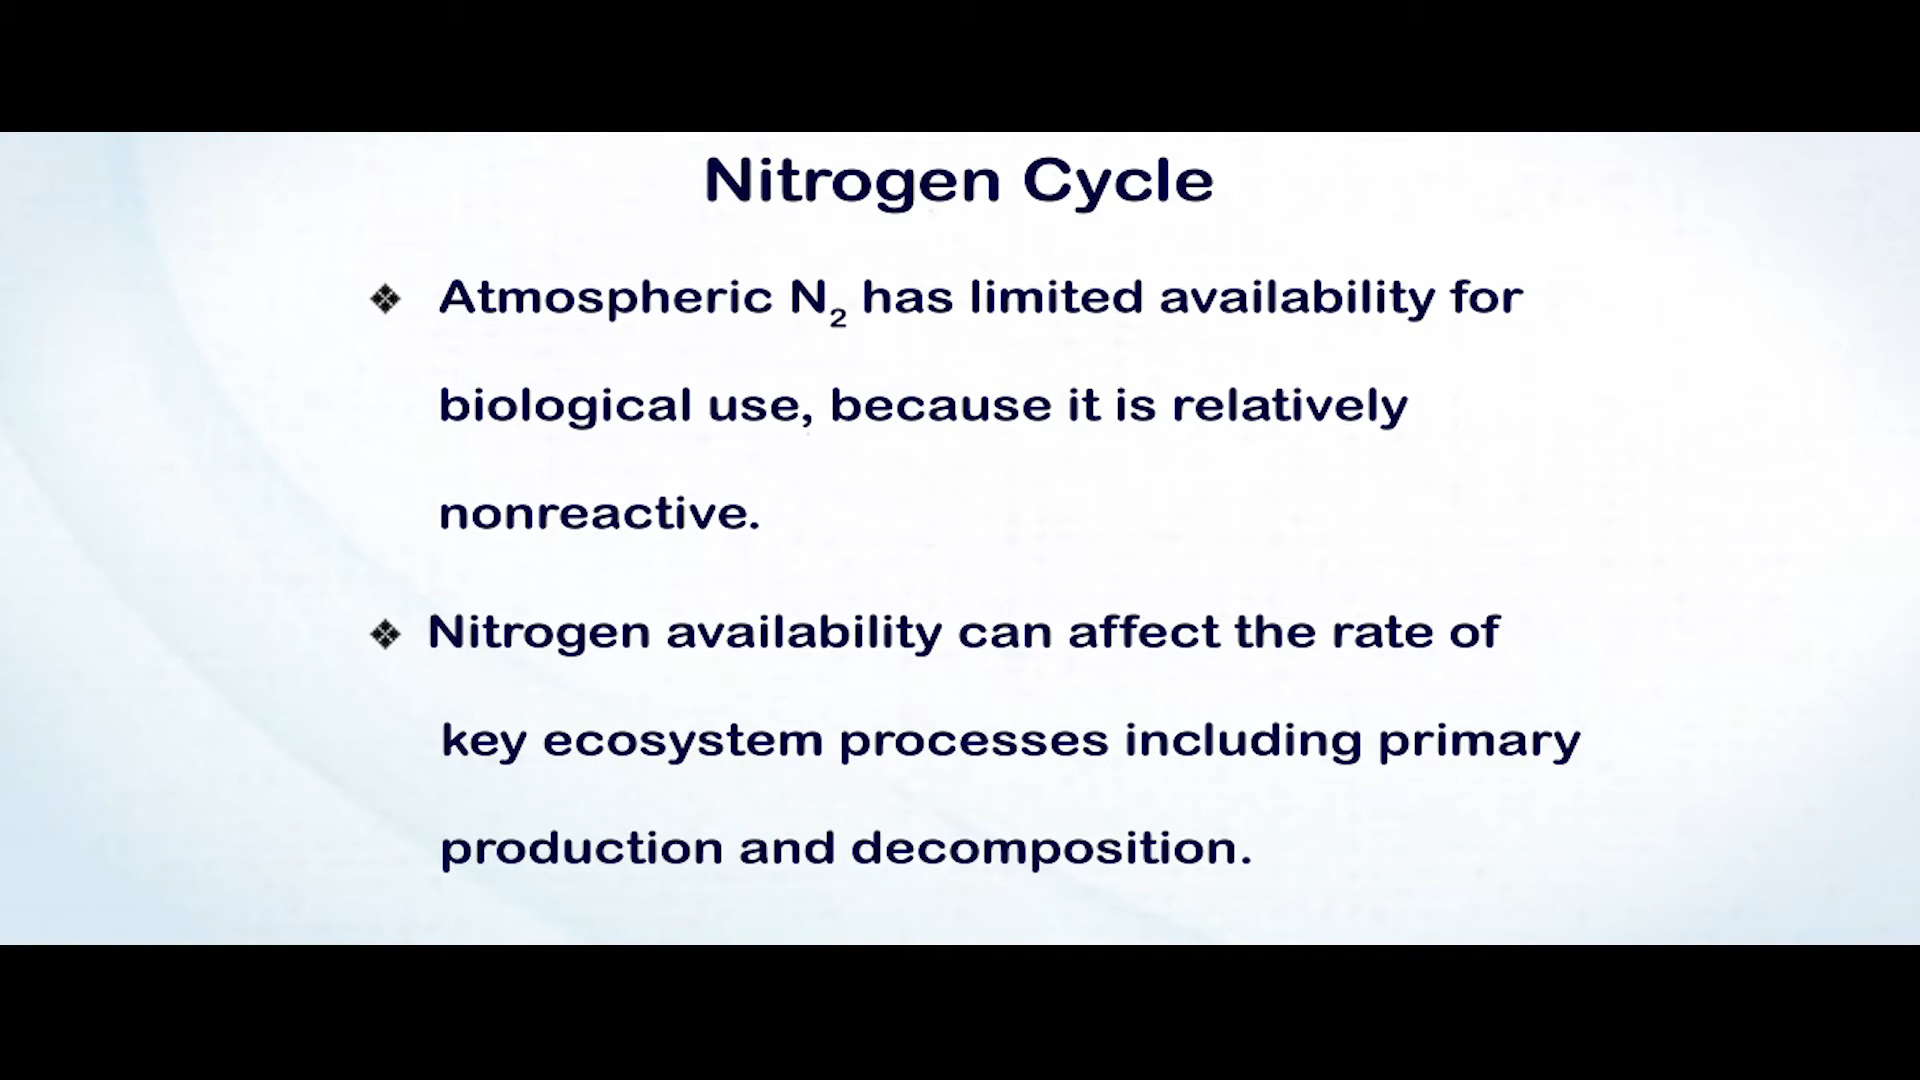 Nitrogen Cycle
❖ Atmospheric N₂ has limited availability for
biological use, because it is relatively
nonreactive.
❖ Nitrogen availability can affect the rate of
key ecosystem processes including primary
production and decomposition.